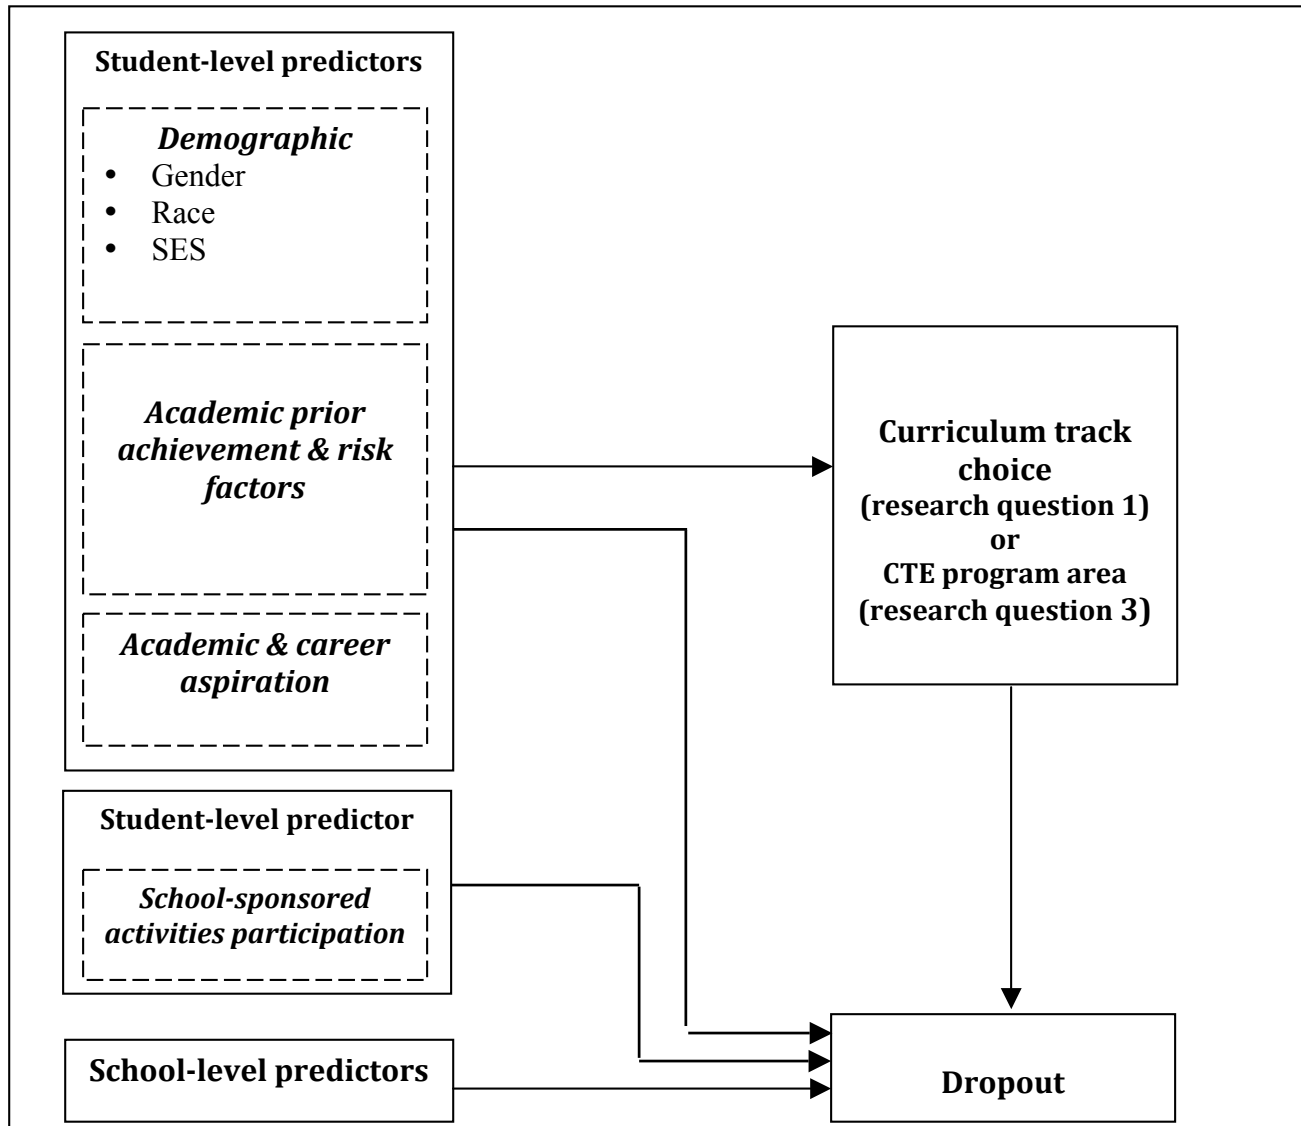 Student-level predictors
Demographic
• Gender
• Race
• SES
Academic prior
achievement & risk
factors
Academic & career
aspiration
Student-level predictor
School-sponsored
activities participation
School-level predictors
Curriculum track
choice
(research question 1)
or
CTE program area
(research question 3)
Dropout